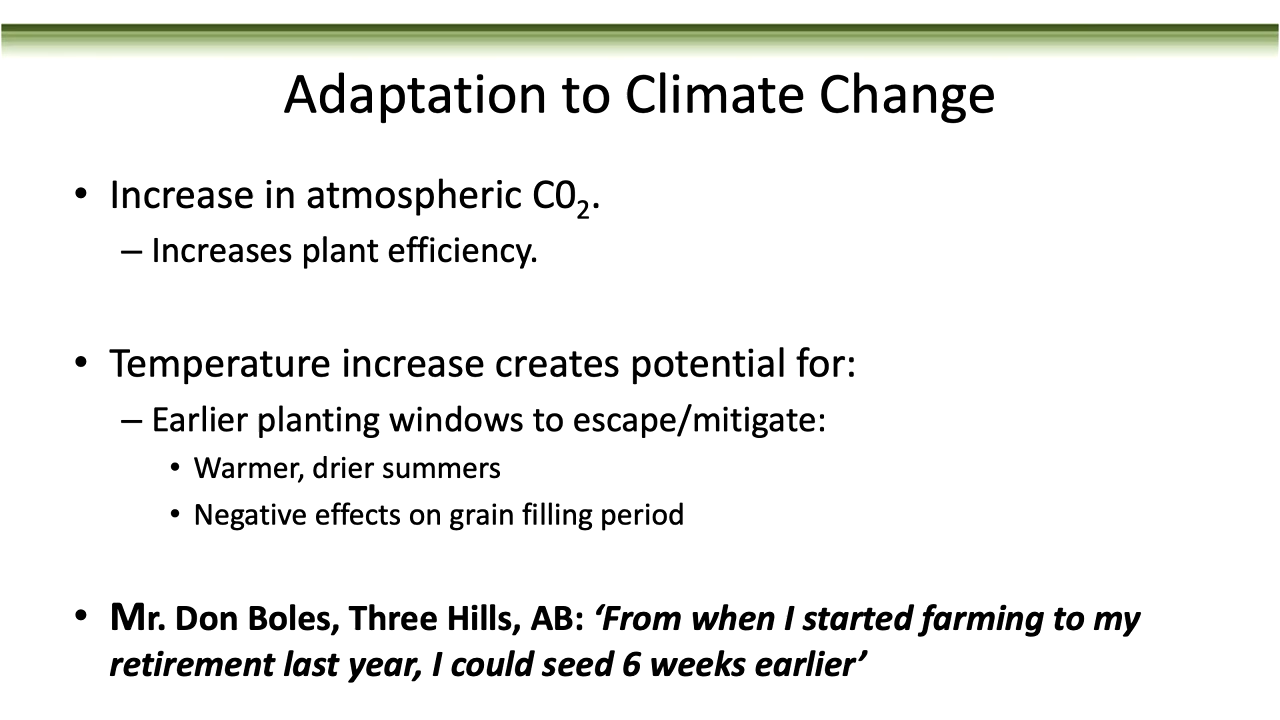 Adaptation to Climate Change
• Increase in atmospheric C0₂.
– Increases plant efficiency.
• Temperature increase creates potential for:
– Earlier planting windows to escape/mitigate:
• Warmer, drier summers
• Negative effects on grain filling period
• Mr. Don Boles, Three Hills, AB: ‘From when I started farming to my
retirement last year, I could seed 6 weeks earlier’